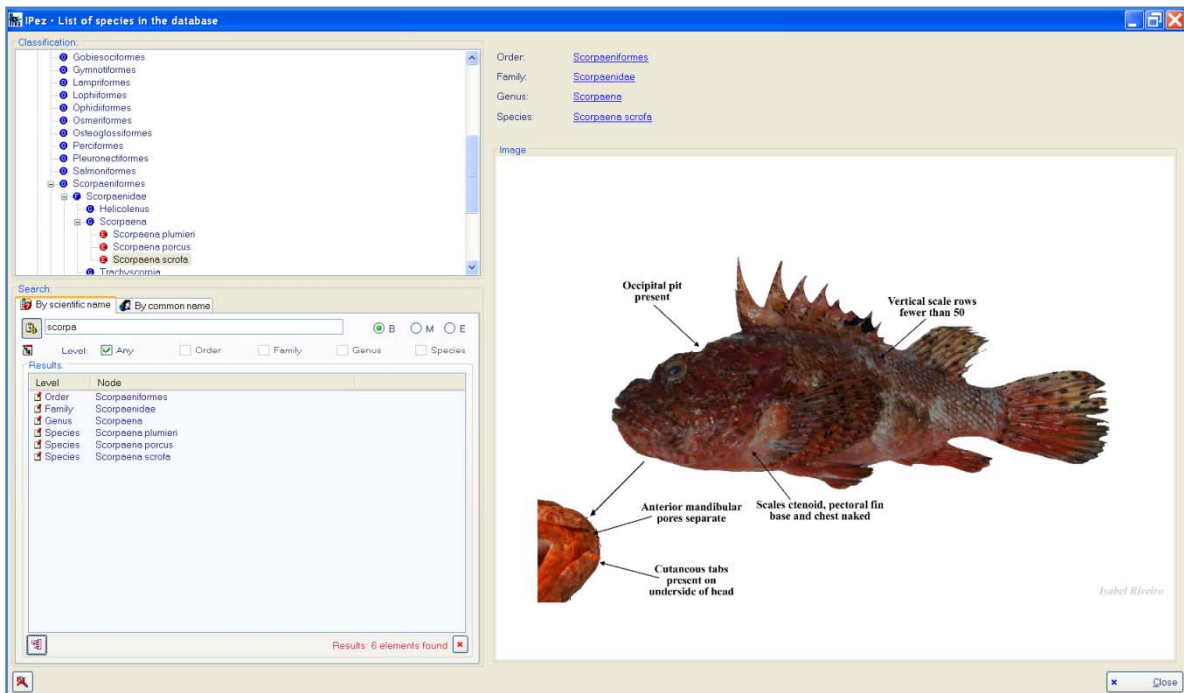 IPez - List of species in the database
Classification:
Gobiesociformes
Gymnotiformes
Lampriformes
Lophiiformes
Ophidiiformes
Osmeriformes
Osteoglossiformes
Perciformes
Pleuronectiformes
Salmoniformes
Scorpaeniformes
Scorpaenidae
Helicolenus
Scorpaena
Scorpaena plumieri
Scorpaena porcus
Scorpaena scrofa
Trachyscorpia
Search:
By scientific name By common name
scorpa B M E
Level: Any Order Family Genus Species
Results:
Level Node
Order Scorpaeniformes
Family Scorpaenidae
Genus Scorpaena
Species Scorpaena plumieri
Species Scorpaena porcus
Species Scorpaena scrofa
Results: 6 elements found
Order: Scorpaeniformes
Family: Scorpaenidae
Genus: Scorpaena
Species: Scorpaena scrofa
Image
Occipital pit
present
Vertical scale rows
fewer than 50
Anterior mandibular
pores separate
Scales ctenoid, pectoral fin
base and chest naked
Cutaneous tabs
present on
underside of head
Isabel Riveiro
Close